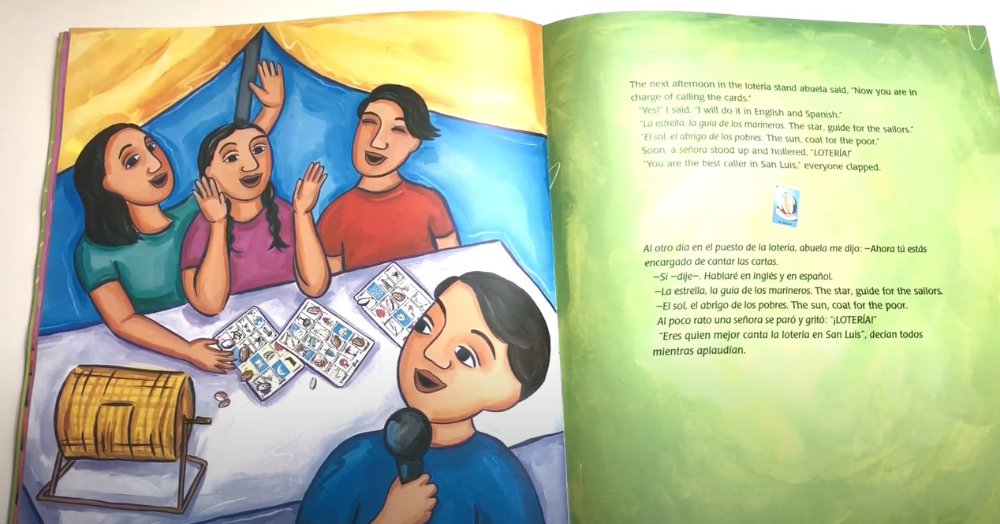 The next afternoon in the lotería stand abuela said, "Now you are in
charge of calling the cards."
"Yes!" I said. "I will do it in English and Spanish."
"La estrella, la guía de los marineros. The star, guide for the sailors."
"El sol, el abrigo de los pobres. The sun, coat for the poor."
Soon, a señora stood up and hollered, "LOTERÍA!"
"You are the best caller in San Luis," everyone clapped.
Al otro día en el puesto de la lotería, abuela me dijo: —Ahora tú estás
encargado de cantar las cartas.
—Sí —dije—. Hablaré en inglés y en español.
—La estrella, la guía de los marineros. The star, guide for the sailors.
—El sol, el abrigo de los pobres. The sun, coat for the poor.
Al poco rato una señora se paró y gritó: "¡LOTERÍA!"
"Eres quien mejor canta la lotería en San Luis", decían todos
mientras aplaudían.